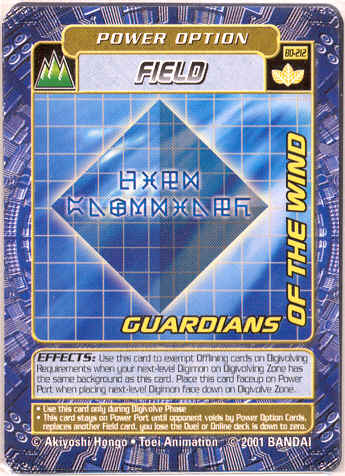 POWER OPTION
FIELD
BO-212
GUARDIANS
OF THE WIND
EFFECTS: Use this card to exempt Offlining cards on Digivolving
Requirements when your next-level Digimon on Digivolving Zone has
the same background as this card. Place this card faceup on Power
Port when placing next-level Digimon face down on Digivolve Zone.
• Use this card only during Digivolve Phase
• This card stays on Power Port until opponent voids by Power Option Cards,
replaces another Field card, you lose the Duel or Online deck is down to zero.
© Akiyoshi Hongo • Toei Animation © 2001 BANDAI